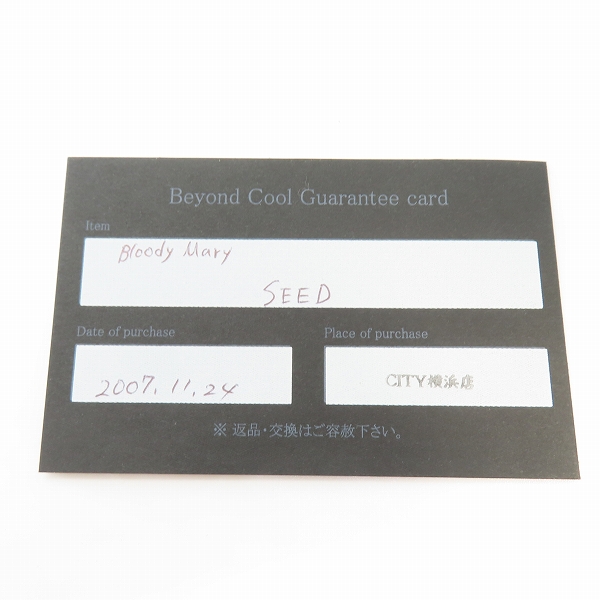 Beyond Cool Guarantee card
Item
Bloody Mary
SEED
Date of purchase
Place of purchase
2007.11.24
CITY横浜店
※ 返品・交換はご容赦下さい。